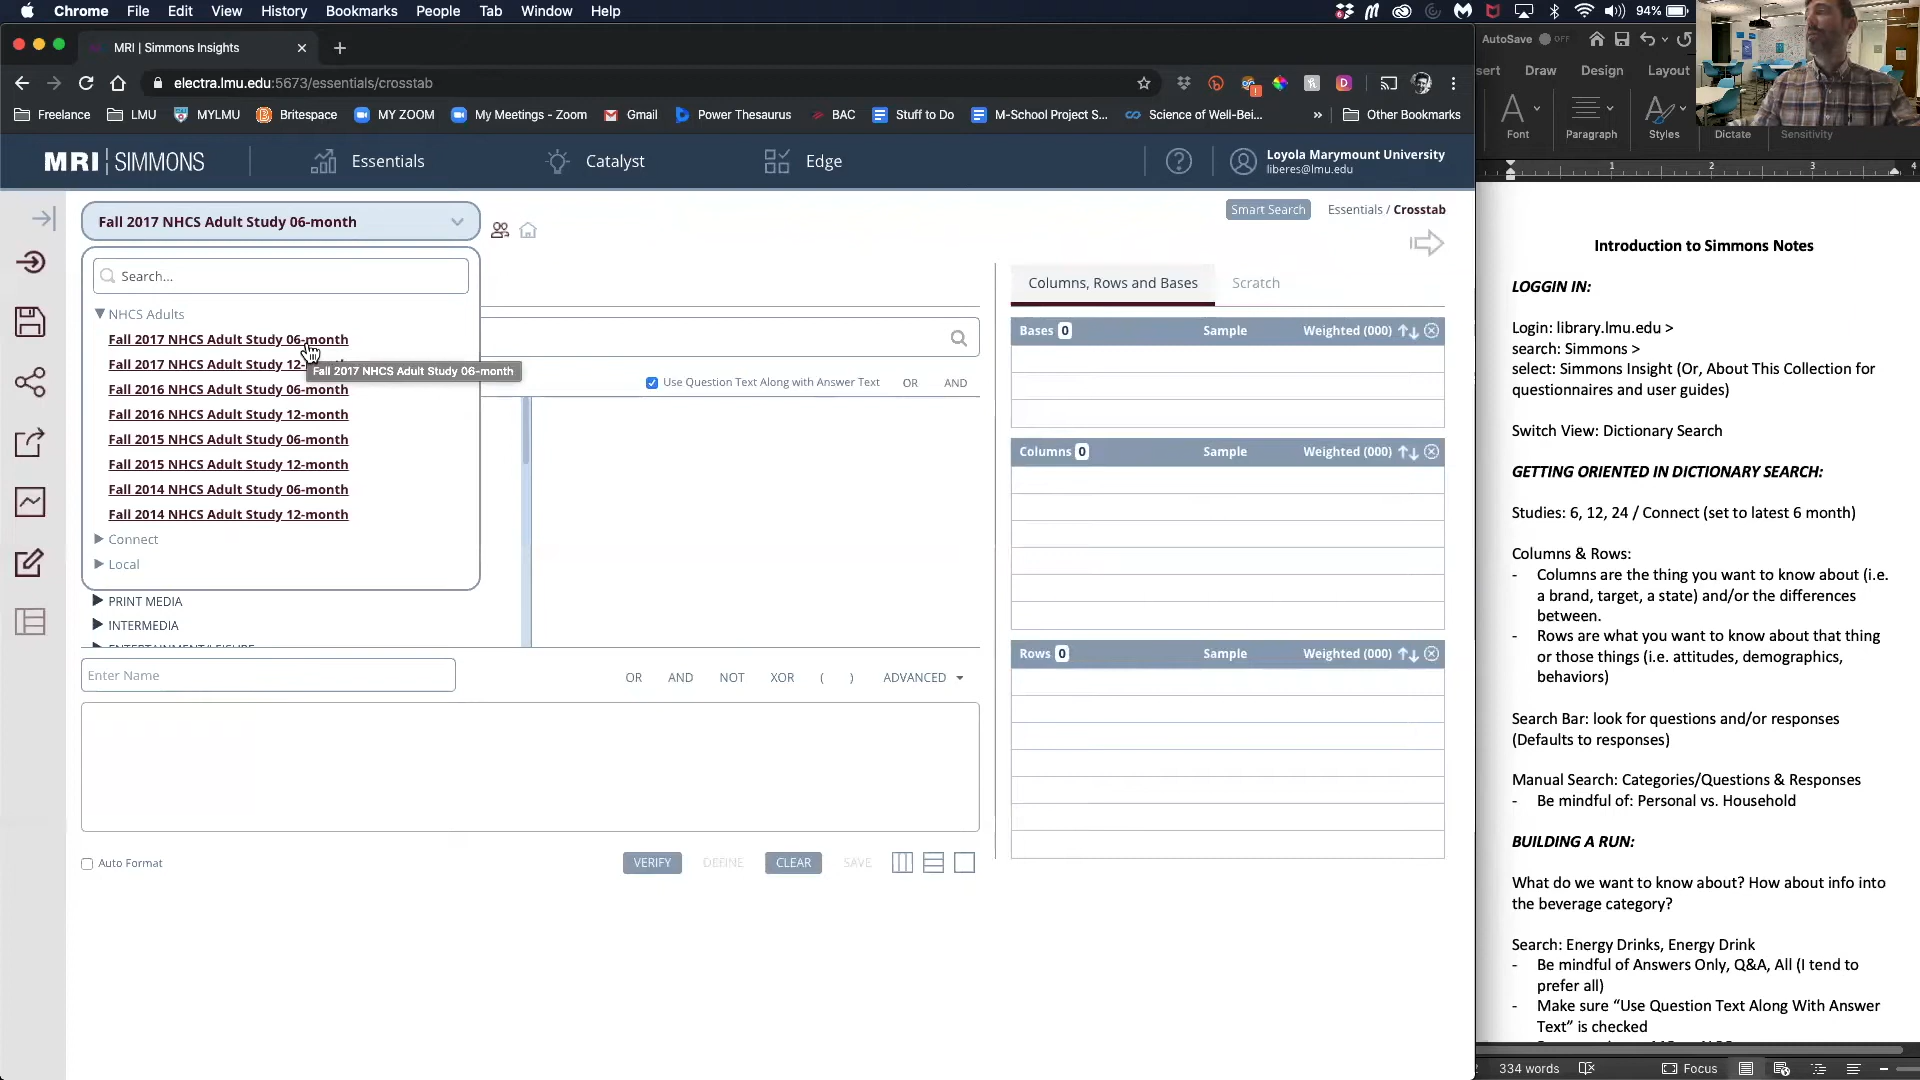 Chrome File Edit View History Bookmarks People Tab Window Help
94%
MRI | Simmons Insights
electra.lmu.edu:5673/essentials/crosstab
Freelance LMU MYLMU Britespace MY ZOOM My Meetings - Zoom Gmail Power Thesaurus BAC Stuff to Do M-School Project S... Science of Well-Bei... » Other Bookmarks
MRI | SIMMONS Essentials Catalyst Edge
Loyola Marymount University
liberes@lmu.edu
Fall 2017 NHCS Adult Study 06-month
Smart Search Essentials / Crosstab
Search...
NHCS Adults
Fall 2017 NHCS Adult Study 06-month
Fall 2017 NHCS Adult Study 12-
Fall 2017 NHCS Adult Study 06-month
Fall 2016 NHCS Adult Study 06-month
Fall 2016 NHCS Adult Study 12-month
Fall 2015 NHCS Adult Study 06-month
Fall 2015 NHCS Adult Study 12-month
Fall 2014 NHCS Adult Study 06-month
Fall 2014 NHCS Adult Study 12-month
Connect
Local
PRINT MEDIA
INTERMEDIA
Use Question Text Along with Answer Text OR AND
Enter Name
OR AND NOT XOR ( ) ADVANCED
Auto Format
VERIFY DEFINE CLEAR SAVE
Columns, Rows and Bases Scratch
Bases 0 Sample Weighted (000)
Columns 0 Sample Weighted (000)
Rows 0 Sample Weighted (000)
AutoSave OFF
sert Draw Design Layout
Font Paragraph Styles Dictate Sensitivity
1 2 3 4
Introduction to Simmons Notes
LOGGIN IN:
Login: library.lmu.edu >
search: Simmons >
select: Simmons Insight (Or, About This Collection for
questionnaires and user guides)
Switch View: Dictionary Search
GETTING ORIENTED IN DICTIONARY SEARCH:
Studies: 6, 12, 24 / Connect (set to latest 6 month)
Columns & Rows:
- Columns are the thing you want to know about (i.e.
a brand, target, a state) and/or the differences
between.
- Rows are what you want to know about that thing
or those things (i.e. attitudes, demographics,
behaviors)
Search Bar: look for questions and/or responses
(Defaults to responses)
Manual Search: Categories/Questions & Responses
- Be mindful of: Personal vs. Household
BUILDING A RUN:
What do we want to know about? How about info into
the beverage category?
Search: Energy Drinks, Energy Drink
- Be mindful of Answers Only, Q&A, All (I tend to
prefer all)
- Make sure “Use Question Text Along With Answer
Text” is checked
334 words Focus